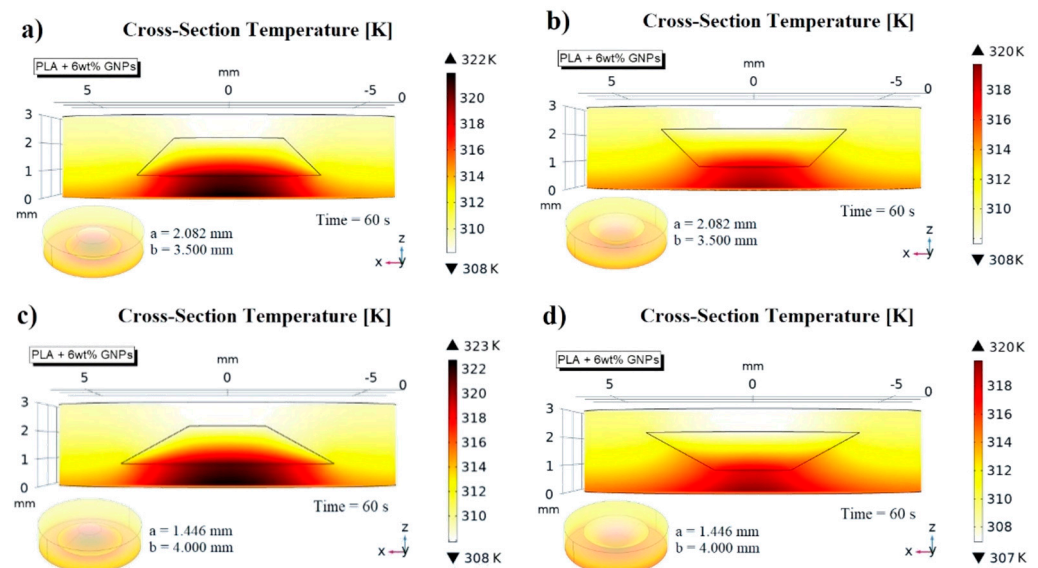 a)
Cross-Section Temperature [K]
PLA + 6wt% GNPs
mm
5 0 -5 0
3
2
1
0
mm
Time = 60 s
a = 2.082 mm
b = 3.500 mm
z
x y
▲ 322 K
320
318
316
314
312
310
▼ 308 K
b)
Cross-Section Temperature [K]
PLA + 6wt% GNPs
mm
5 0 -5 0
3
2
1
0
mm
Time = 60 s
a = 2.082 mm
b = 3.500 mm
z
x y
▲ 320 K
318
316
314
312
310
▼ 308 K
c)
Cross-Section Temperature [K]
PLA + 6wt% GNPs
mm
5 0 -5 0
3
2
1
0
mm
Time = 60 s
a = 1.446 mm
b = 4.000 mm
z
x y
▲ 323 K
322
320
318
316
314
312
310
▼ 308 K
d)
Cross-Section Temperature [K]
PLA + 6wt% GNPs
mm
5 0 -5 0
3
2
1
0
mm
Time = 60 s
a = 1.446 mm
b = 4.000 mm
z
x y
▲ 320 K
318
316
314
312
310
308
▼ 307 K